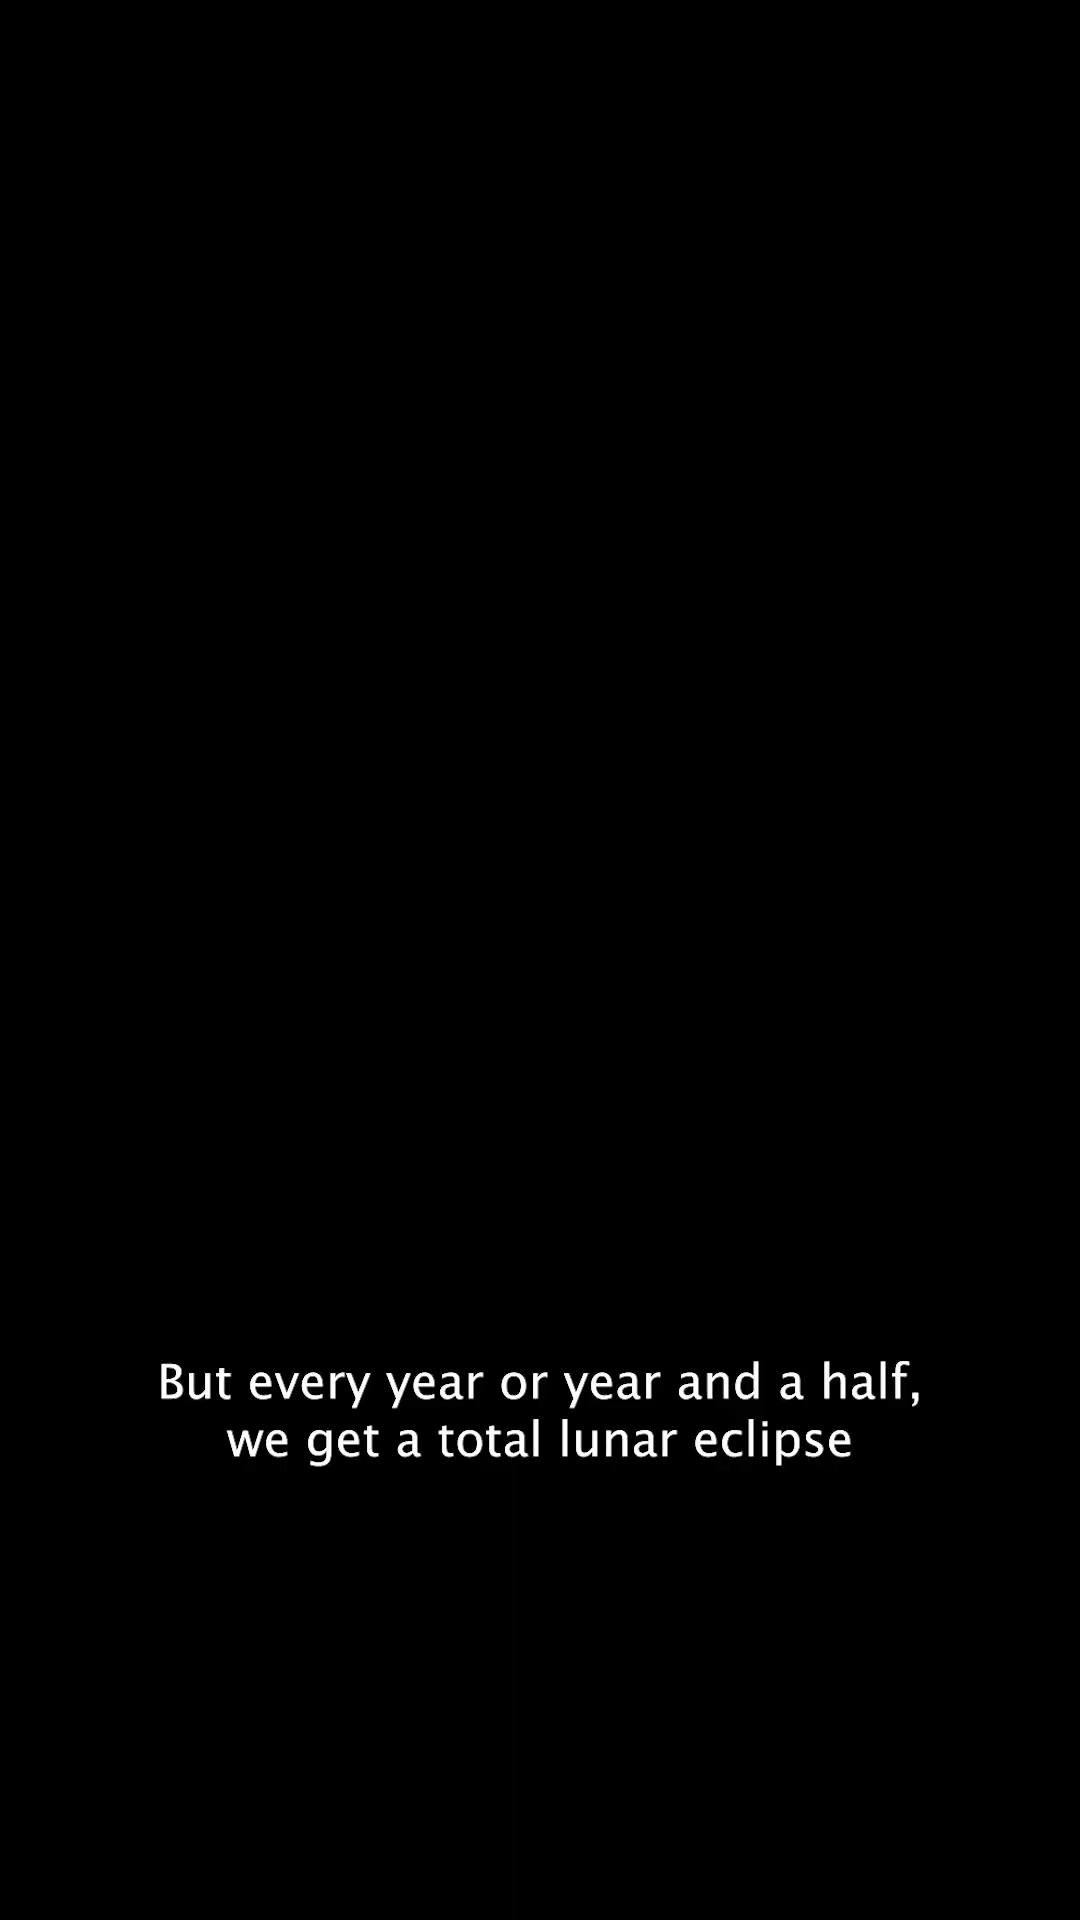 But every year or year and a half,
we get a total lunar eclipse